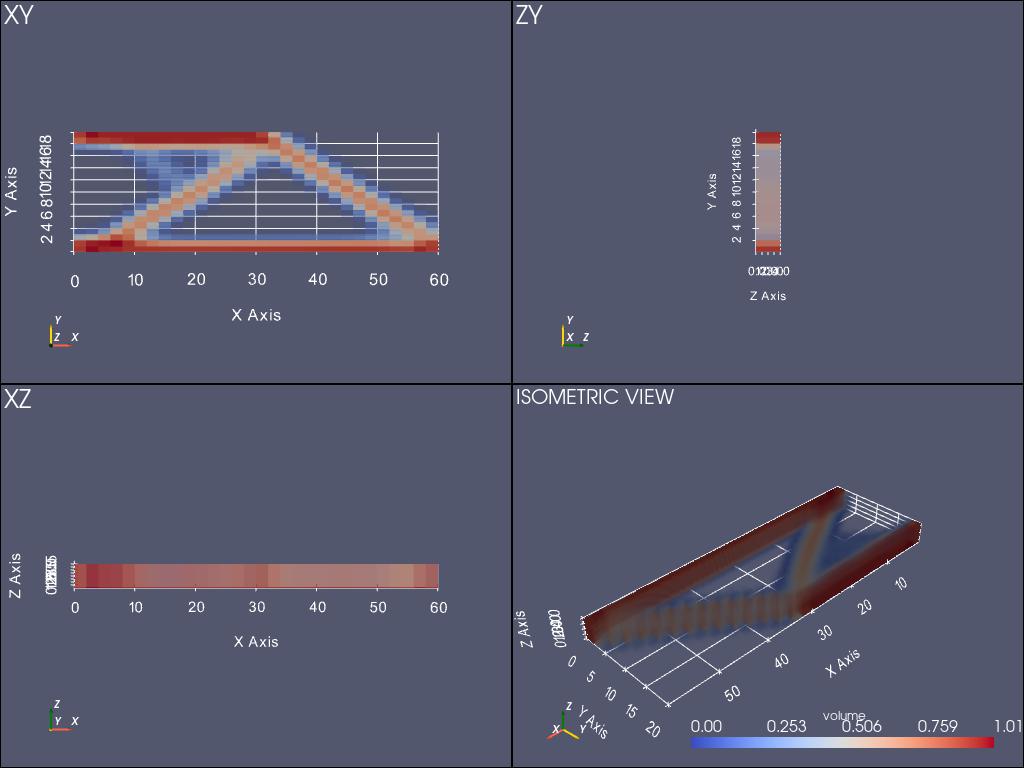 XY
Y Axis
2 4 6 8 10 12 14 16 18
0 10 20 30 40 50 60
X Axis
Y
Z X
ZY
Y Axis
2 4 6 8 10 12 14 16 18
Z Axis
Y
X Z
XZ
Z Axis
0 10 20 30 40 50 60
X Axis
Z
Y X
ISOMETRIC VIEW
Z Axis
0 5 10 15 20
Y Axis
50 40 30 20 10
X Axis
Z
X Y
volume
0.00 0.253 0.506 0.759 1.01